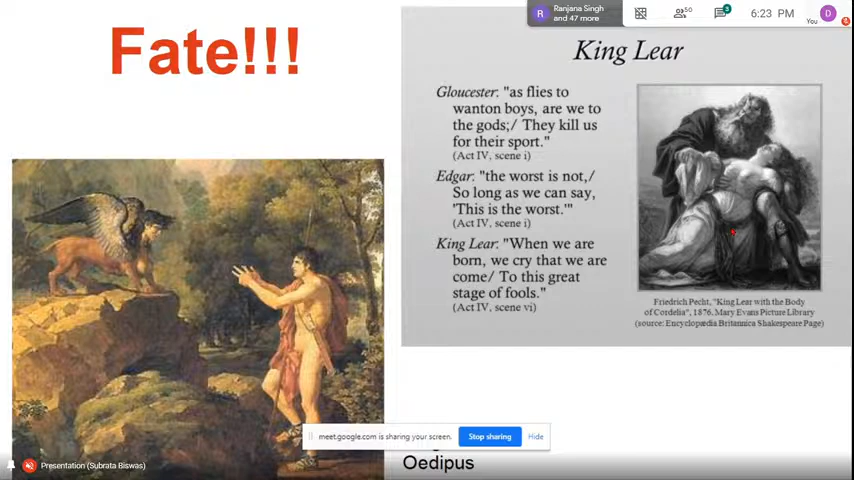 Ranjana Singh
and 47 more
R
50
5
6:23 PM
D
You
Fate!!!
King Lear
Gloucester: "as flies to
wanton boys, are we to
the gods;/ They kill us
for their sport."
(Act IV, scene i)
Edgar: "the worst is not,/
So long as we can say,
'This is the worst.'"
(Act IV, scene i)
King Lear: "When we are
born, we cry that we are
come/ To this great
stage of fools."
(Act IV, scene vi)
Friedrich Pecht, "King Lear with the Body
of Cordelia", 1876. Mary Evans Picture Library
(source: Encyclopædia Britannica Shakespeare Page)
meet.google.com is sharing your screen.
Stop sharing
Hide
Oedipus
Presentation (Subrata Biswas)